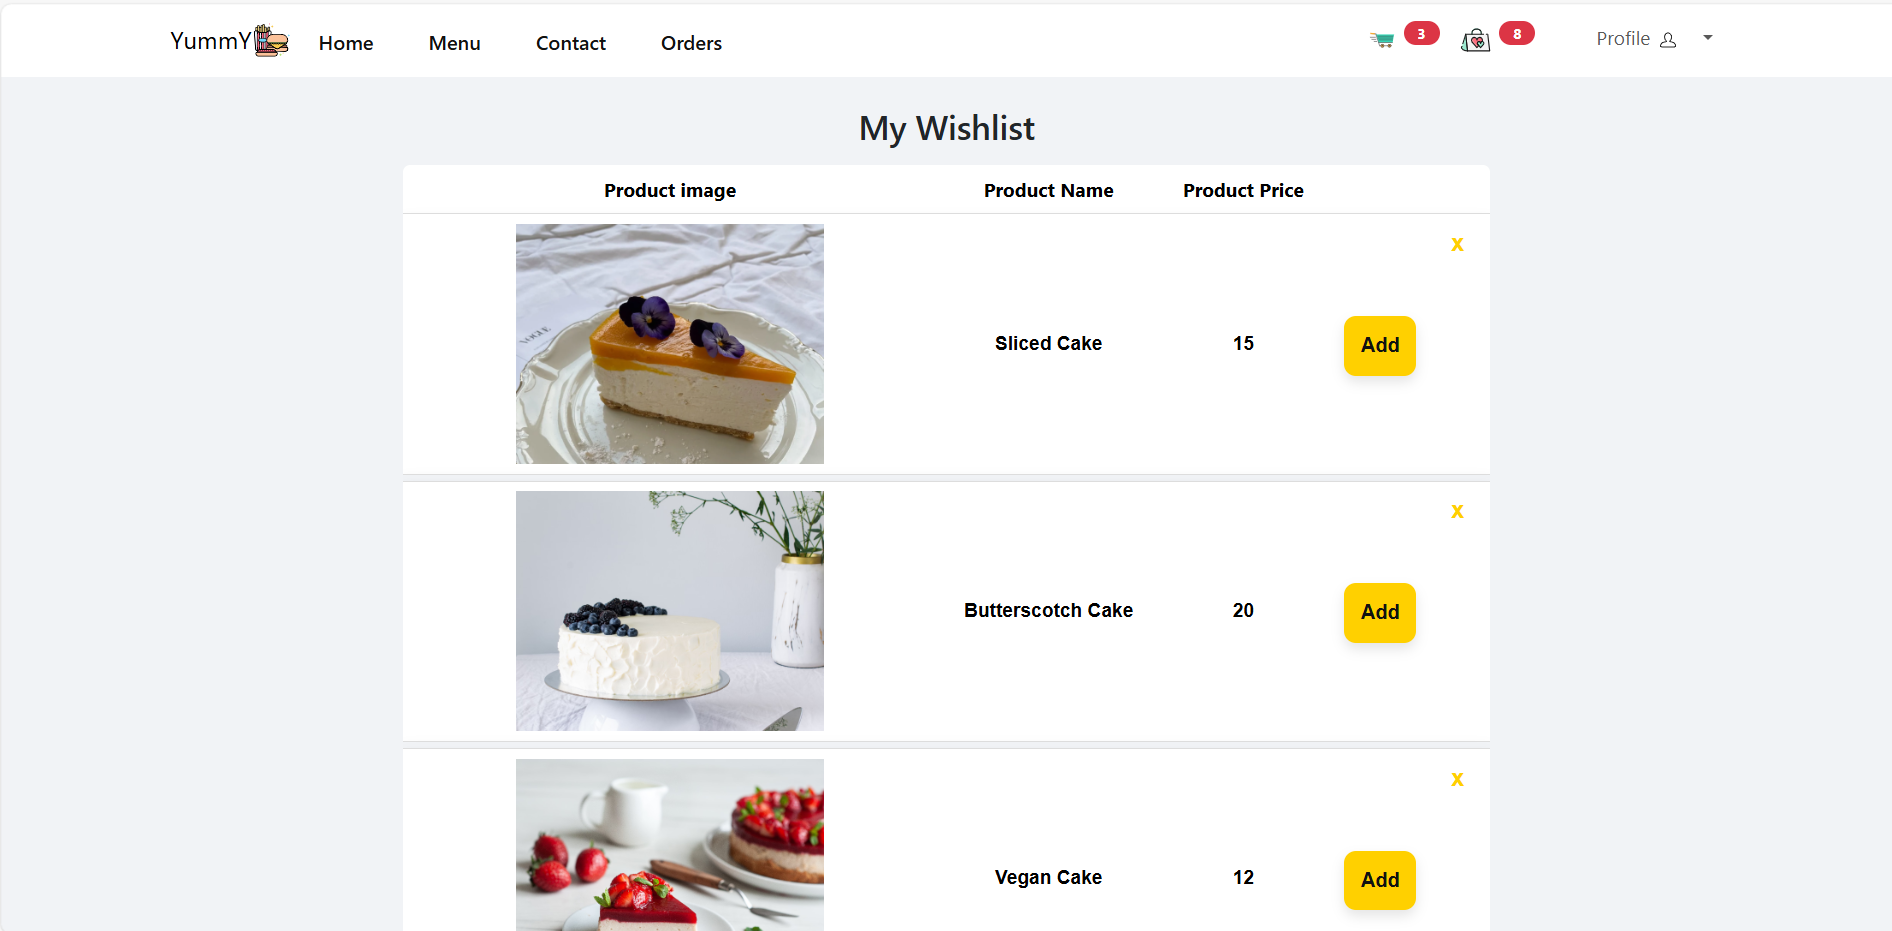 YummY Home Menu Contact Orders 3 8 Profile
My Wishlist
Product image Product Name Product Price
X
VOGUE
Sliced Cake 15 Add
X
Butterscotch Cake 20 Add
X
Vegan Cake 12 Add